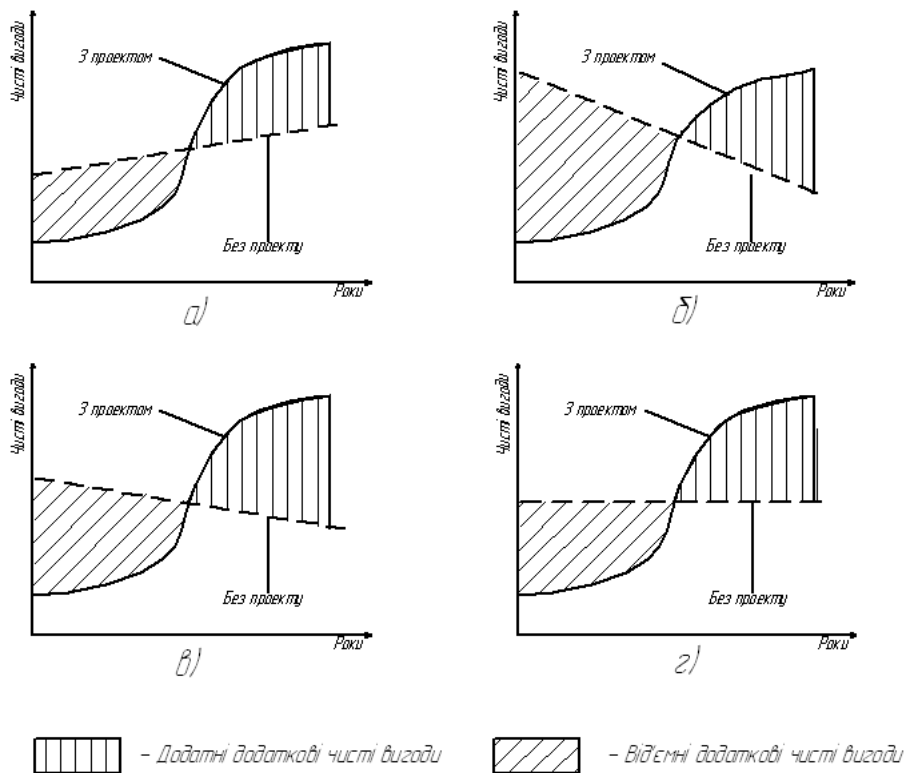 Чисті вигоди
З проектом
Без проекту
Роки
а)
Чисті вигоди
З проектом
Без проекту
Роки
б)
Чисті вигоди
З проектом
Без проекту
Роки
в)
Чисті вигоди
З проектом
Без проекту
Роки
г)
- Додатні додаткові чисті вигоди
- Від'ємні додаткові чисті вигоди